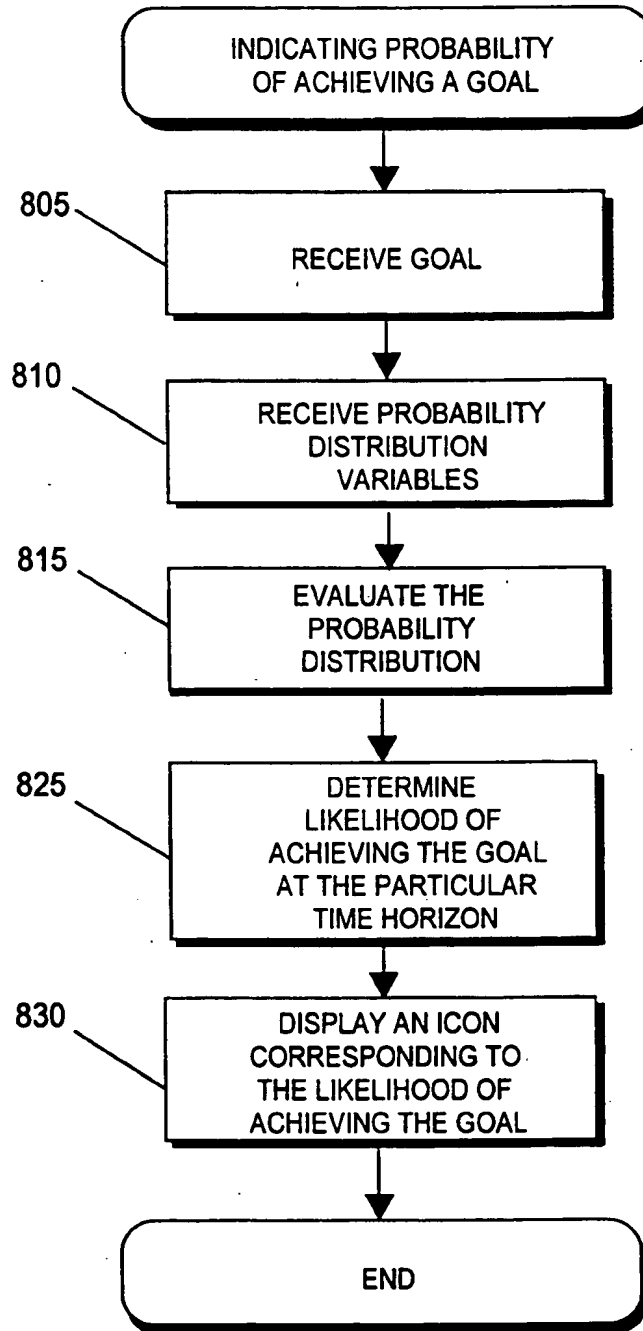 INDICATING PROBABILITY
OF ACHIEVING A GOAL
805
RECEIVE GOAL
810
RECEIVE PROBABILITY
DISTRIBUTION
VARIABLES
815
EVALUATE THE
PROBABILITY
DISTRIBUTION
825
DETERMINE
LIKELIHOOD OF
ACHIEVING THE GOAL
AT THE PARTICULAR
TIME HORIZON
830
DISPLAY AN ICON
CORRESPONDING TO
THE LIKELIHOOD OF
ACHIEVING THE GOAL
END